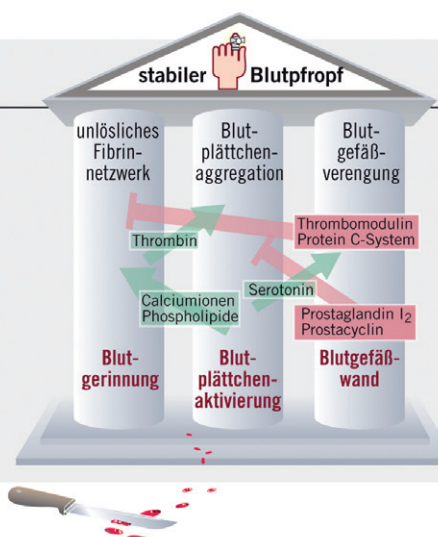 stabiler Blutpfropf
unlösliches
Fibrin-
netzwerk
Blut-
plättchen-
aggregation
Blut-
gefäß-
verengung
Thrombomodulin
Protein C-System
Thrombin
Serotonin
Calciumionen
Phospholipide
Prostaglandin I₂
Prostacyclin
Blut-
gerinnung
Blut-
plättchen-
aktivierung
Blutgefäß-
wand